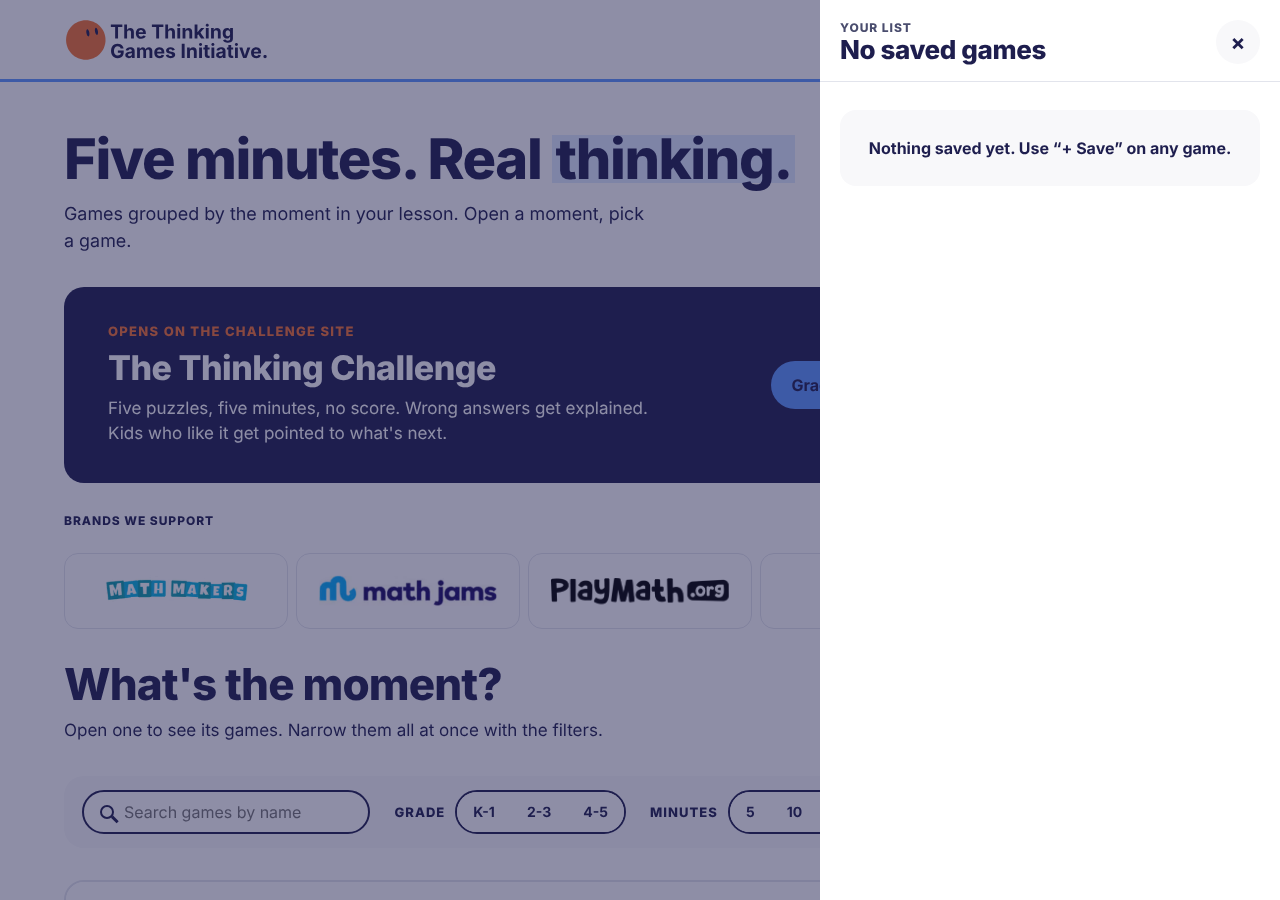 The Thinking
Games Initiative.
Five minutes. Real thinking.
Games grouped by the moment in your lesson. Open a moment, pick
a game.
OPENS ON THE CHALLENGE SITE
The Thinking Challenge
Five puzzles, five minutes, no score. Wrong answers get explained.
Kids who like it get pointed to what's next.
Gra
BRANDS WE SUPPORT
MATH MAKERS
math jams
PlayMath.org
What's the moment?
Open one to see its games. Narrow them all at once with the filters.
Search games by name
GRADE
K-1 2-3 4-5
MINUTES
5 10
YOUR LIST
No saved games
×
Nothing saved yet. Use “+ Save” on any game.